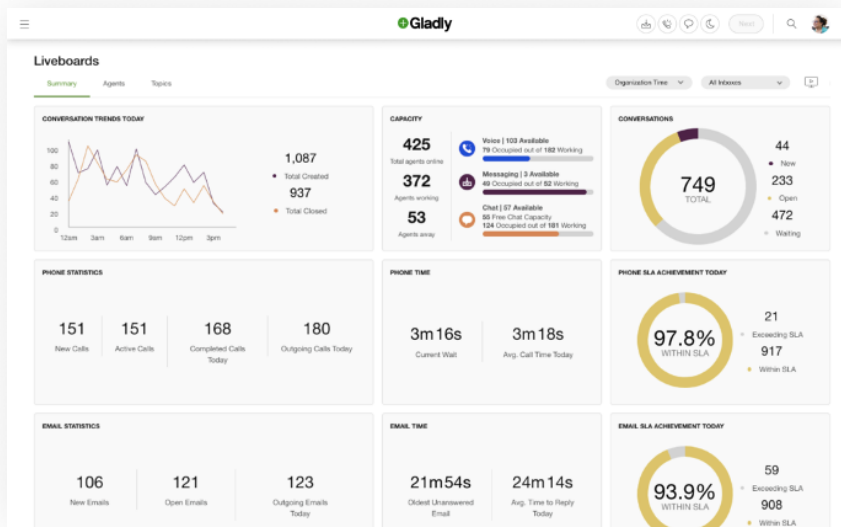 Gladly
Next
Liveboards
Summary Agents Topics
Organization Time All Inboxes
CONVERSATION TRENDS TODAY
100
80
60
40
20
0
12am 3am 6am 9am 12pm 3pm
1,087
Total Created
937
Total Closed
CAPACITY
425
Total agents online
372
Agents working
53
Agents away
Voice | 103 Available
79 Occupied out of 182 Working
Messaging | 3 Available
49 Occupied out of 52 Working
Chat | 57 Available
55 Free Chat Capacity
124 Occupied out of 181 Working
CONVERSATIONS
749
TOTAL
44
New
233
Open
472
Waiting
PHONE STATISTICS
151
New Calls
151
Active Calls
168
Completed Calls
Today
180
Outgoing Calls Today
PHONE TIME
3m16s
Current Wait
3m18s
Avg. Call Time Today
PHONE SLA ACHIEVEMENT TODAY
97.8%
WITHIN SLA
21
Exceeding SLA
917
Within SLA
EMAIL STATISTICS
106
New Emails
121
Open Emails
123
Outgoing Emails
Today
EMAIL TIME
21m54s
Oldest Unanswered
Email
24m14s
Avg. Time to Reply
Today
EMAIL SLA ACHIEVEMENT TODAY
93.9%
WITHIN SLA
59
Exceeding SLA
908
Within SLA